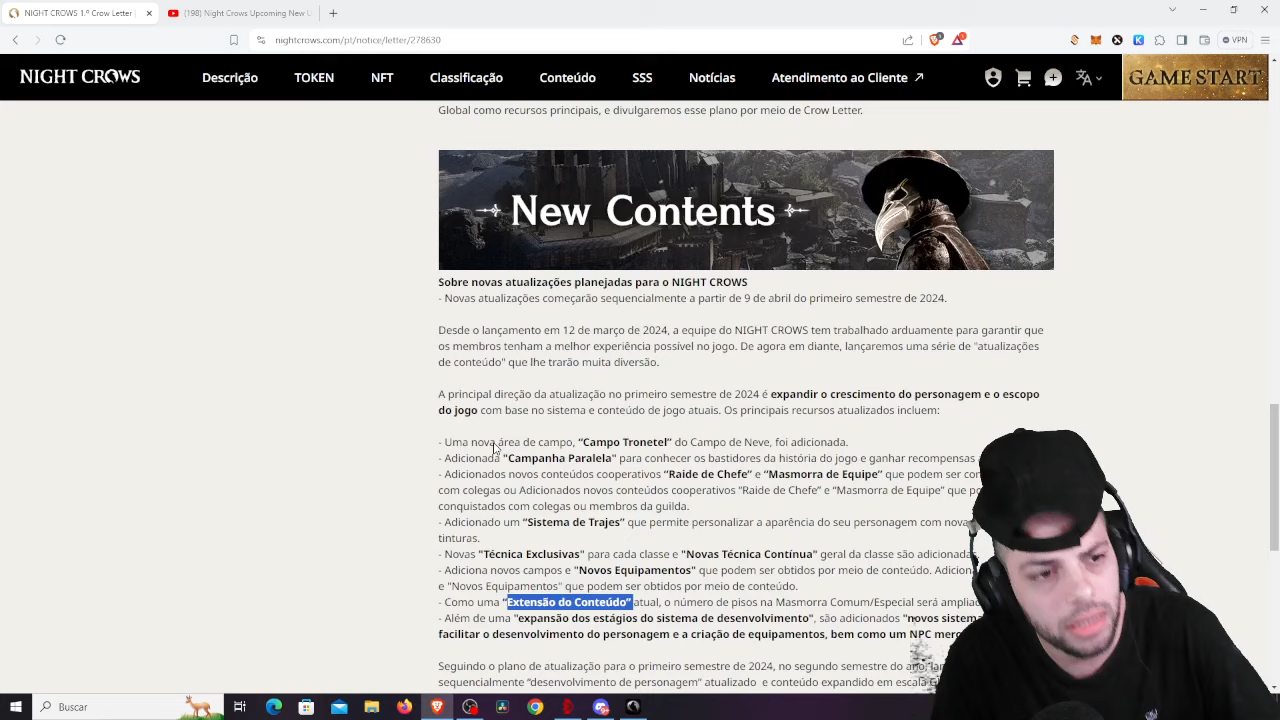 NIGHT CROWS 1.º Crow Letter
(198) Night Crows Upcoming New
nightcrows.com/pt/notice/letter/278630
VPN
NIGHT CROWS
Descrição
TOKEN
NFT
Classificação
Conteúdo
SSS
Notícias
Atendimento ao Cliente
GAME START
Global como recursos principais, e divulgaremos esse plano por meio de Crow Letter.
New Contents
Sobre novas atualizações planejadas para o NIGHT CROWS
- Novas atualizações começarão sequencialmente a partir de 9 de abril do primeiro semestre de 2024.
Desde o lançamento em 12 de março de 2024, a equipe do NIGHT CROWS tem trabalhado arduamente para garantir que
os membros tenham a melhor experiência possível no jogo. De agora em diante, lançaremos uma série de "atualizações
de conteúdo" que lhe trarão muita diversão.
A principal direção da atualização no primeiro semestre de 2024 é expandir o crescimento do personagem e o escopo
do jogo com base no sistema e conteúdo de jogo atuais. Os principais recursos atualizados incluem:
- Uma nova área de campo, “Campo Tronetel” do Campo de Neve, foi adicionada.
- Adicionada "Campanha Paralela" para conhecer os bastidores da história do jogo e ganhar recompensas
- Adicionados novos conteúdos cooperativos “Raide de Chefe” e “Masmorra de Equipe” que podem ser
com colegas ou Adicionados novos conteúdos cooperativos “Raide de Chefe” e “Masmorra de Equipe” que
conquistados com colegas ou membros da guilda.
- Adicionado um “Sistema de Trajes” que permite personalizar a aparência do seu personagem com
tinturas.
- Novas "Técnica Exclusivas" para cada classe e "Novas Técnica Contínua" geral da classe são adicionadas
- Adiciona novos campos e "Novos Equipamentos" que podem ser obtidos por meio de conteúdo.
e "Novos Equipamentos" que podem ser obtidos por meio de conteúdo.
- Como uma “Extensão do Conteúdo” atual, o número de pisos na Masmorra Comum/Especial será
- Além de uma "expansão dos estágios do sistema de desenvolvimento", são adicionados "novos
facilitar o desenvolvimento do personagem e a criação de equipamentos, bem como um NPC
Seguindo o plano de atualização para o primeiro semestre de 2024, no segundo semestre do ano,
sequencialmente “desenvolvimento de personagem” atualizado e conteúdo expandido em escala
Buscar